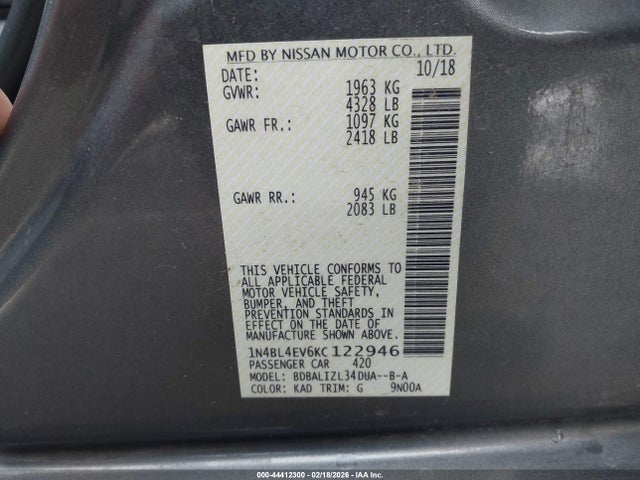 MFD BY NISSAN MOTOR CO., LTD.
DATE: 10/18
GVWR: 1963 KG
4328 LB
GAWR FR.: 1097 KG
2418 LB
GAWR RR.: 945 KG
2083 LB
THIS VEHICLE CONFORMS TO
ALL APPLICABLE FEDERAL
MOTOR VEHICLE SAFETY,
BUMPER, AND THEFT
PREVENTION STANDARDS IN
EFFECT ON THE DATE OF
MANUFACTURE SHOWN ABOVE.
1N4BL4EV6KC122946
PASSENGER CAR 420
MODEL: BDBALIZL34DUA--B-A
COLOR: KAD TRIM: G 9N00A
000-44412300 - 02/18/2026 - IAA Inc.